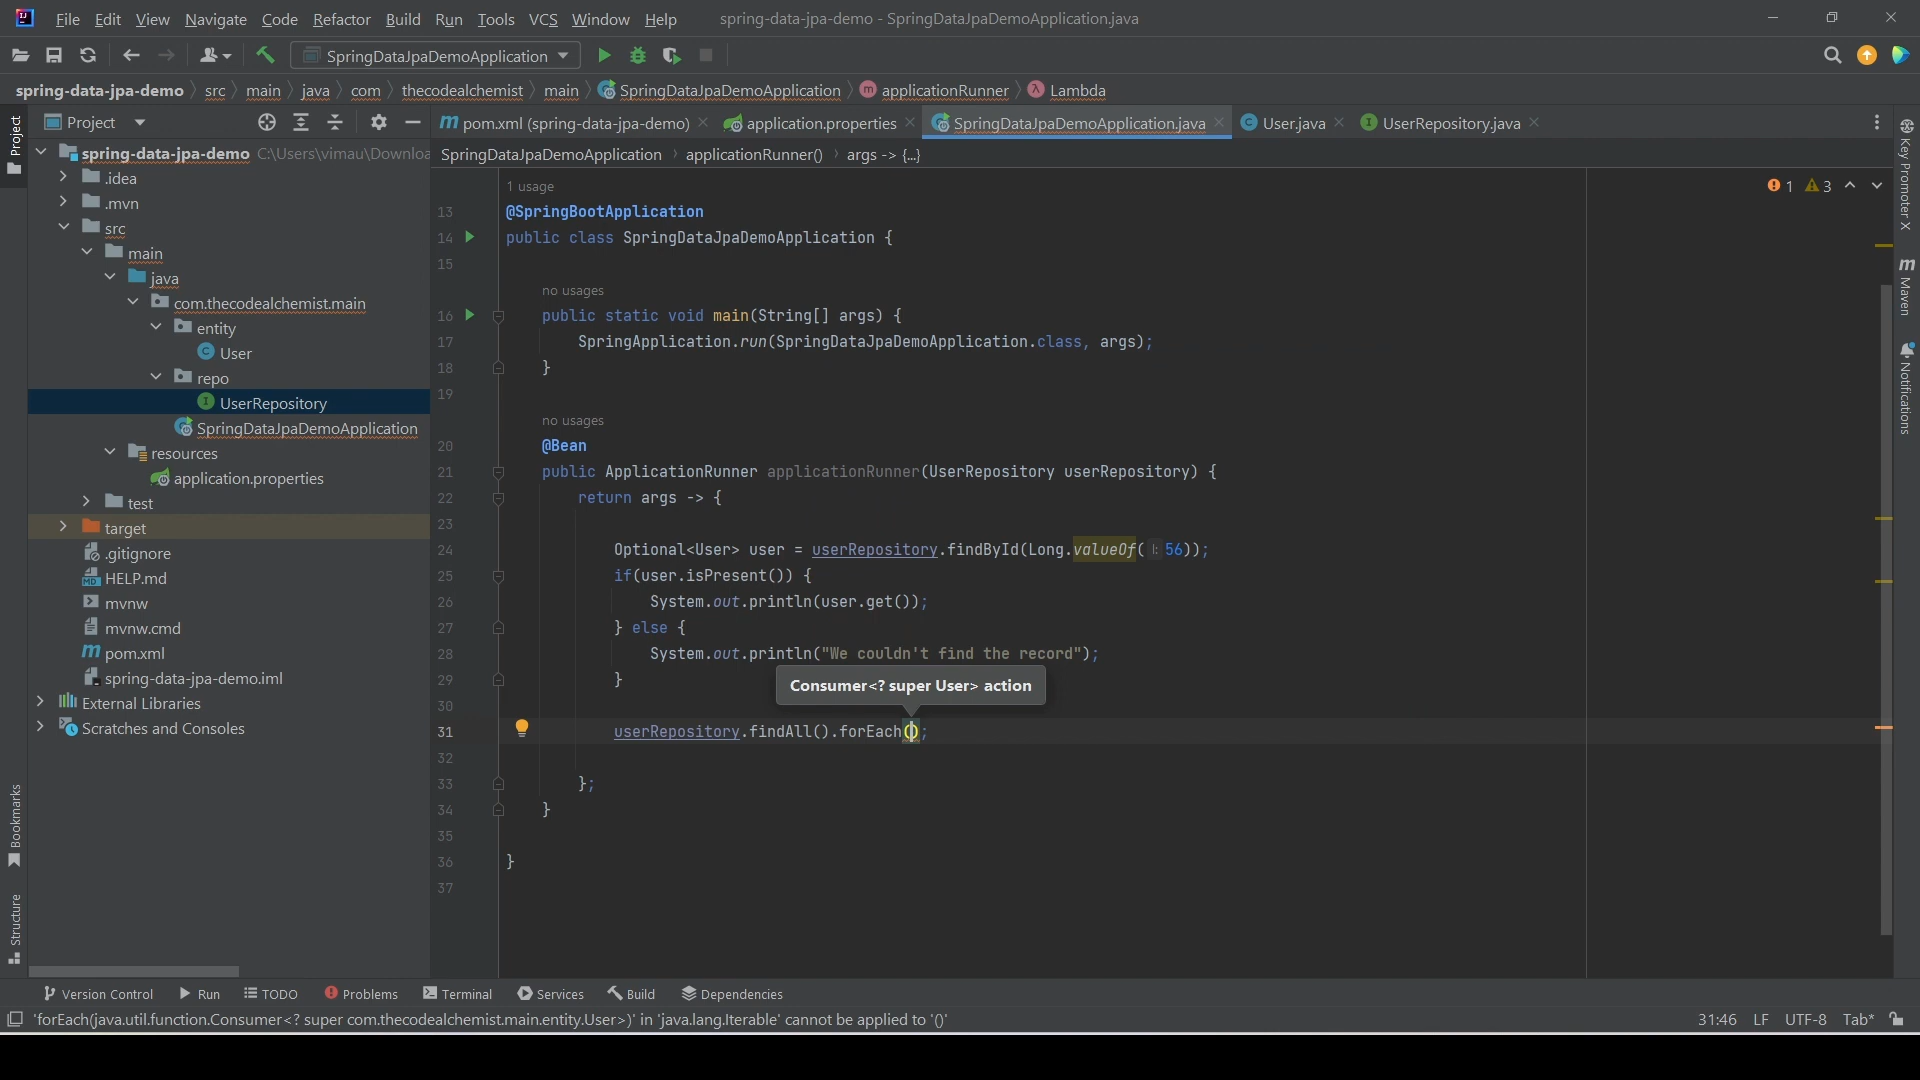 File Edit View Navigate Code Refactor Build Run Tools VCS Window Help spring-data-jpa-demo - SpringDataJpaDemoApplication.java
SpringDataJpaDemoApplication
spring-data-jpa-demo src main java com thecodealchemist main SpringDataJpaDemoApplication applicationRunner Lambda
Project pom.xml (spring-data-jpa-demo) application.properties SpringDataJpaDemoApplication.java User.java UserRepository.java
SpringDataJpaDemoApplication applicationRunner() args -> {...}
Project
spring-data-jpa-demo C:\Users\vimau\Downloa
.idea
.mvn
src
main
java
com.thecodealchemist.main
entity
User
repo
UserRepository
SpringDataJpaDemoApplication
resources
application.properties
test
target
.gitignore
HELP.md
mvnw
mvnw.cmd
pom.xml
spring-data-jpa-demo.iml
External Libraries
Scratches and Consoles
Bookmarks
Structure
1 usage
1 3
13 @SpringBootApplication
14 public class SpringDataJpaDemoApplication {
15
no usages
16 public static void main(String[] args) {
17 SpringApplication.run(SpringDataJpaDemoApplication.class, args);
18 }
19
no usages
20 @Bean
21 public ApplicationRunner applicationRunner(UserRepository userRepository) {
22 return args -> {
23
24 Optional<User> user = userRepository.findById(Long.valueOf( l: 56));
25 if(user.isPresent()) {
26 System.out.println(user.get());
27 } else {
28 System.out.println("We couldn't find the record");
29 }
Consumer<? super User> action
30
31 userRepository.findAll().forEach();
32
33 };
34 }
35
36 }
37
Key Promoter X
Maven
Notifications
Version Control Run TODO Problems Terminal Services Build Dependencies
'forEach(java.util.function.Consumer<? super com.thecodealchemist.main.entity.User>)' in 'java.lang.Iterable' cannot be applied to '()' 31:46 LF UTF-8 Tab*